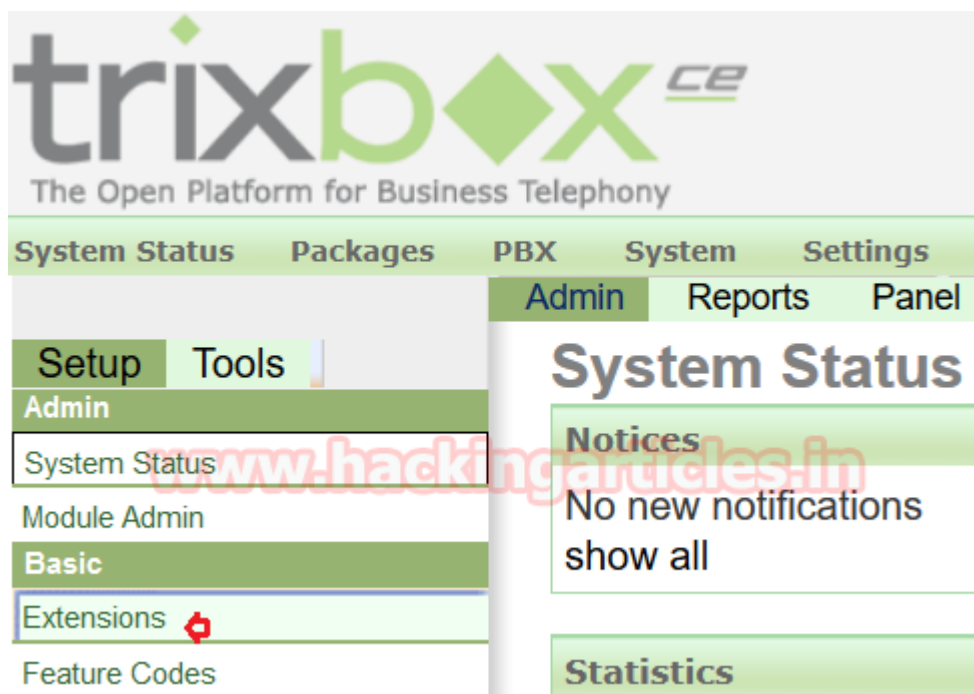 trixbox ce
The Open Platform for Business Telephony
System Status Packages PBX System Settings
Admin Reports Panel
Setup Tools
Admin
System Status
Module Admin
Basic
Extensions
Feature Codes
System Status
Notices
No new notifications
show all
Statistics
www.hackingarticles.in